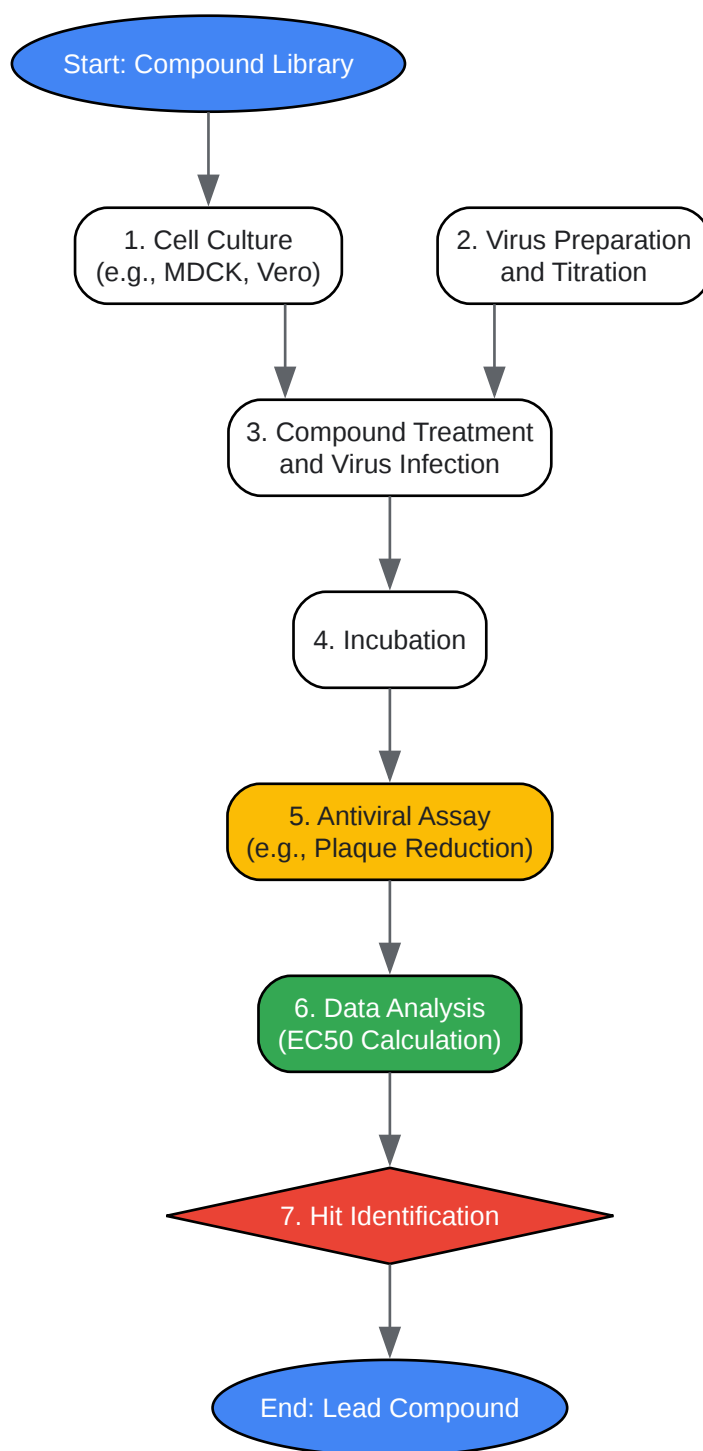 Start: Compound Library
1. Cell Culture
(e.g., MDCK, Vero)
2. Virus Preparation
and Titration
3. Compound Treatment
and Virus Infection
4. Incubation
5. Antiviral Assay
(e.g., Plaque Reduction)
6. Data Analysis
(EC50 Calculation)
7. Hit Identification
End: Lead Compound